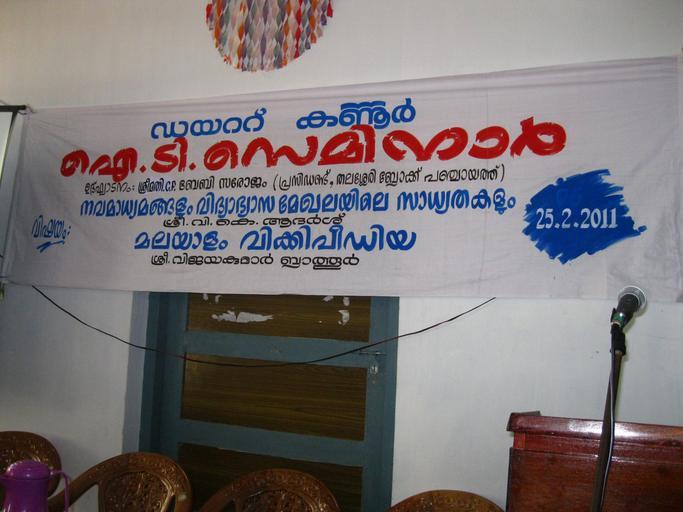 ഡയററ് കണ്ണൂർ
ഐ.ടി.സെമിനാർ
ഉദ്ഘാടനം: ശ്രീമതി.C.P. ബേബി സരോജം (പ്രസിഡണ്ട്, തലശ്ശേരി ബ്ലോക്ക് പഞ്ചായത്ത്)
വിഷയം: നവമാധ്യമങ്ങളും വിദ്യാഭ്യാസ മേഖലയിലെ സാധ്യതകളും
ശ്രീ. വി. കെ. ആദർശ്
മലയാളം വിക്കിപീഡിയ
ശ്രീ. വിജയകുമാർ ബ്ലാത്തൂർ
25.2.2011